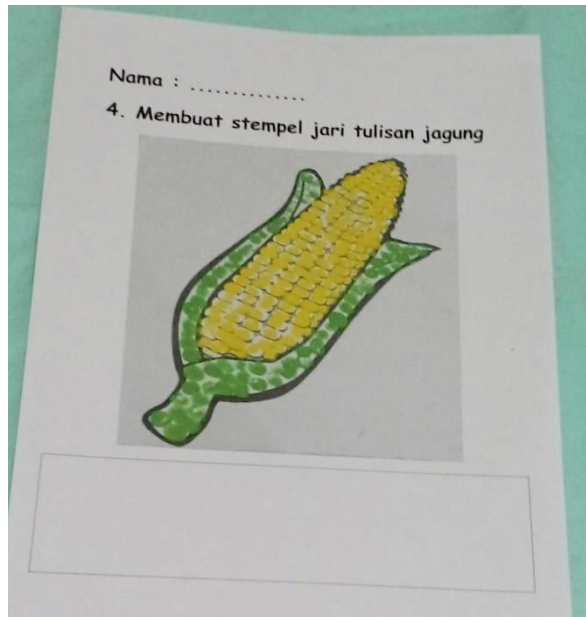 Nama : ..............
4. Membuat stempel jari tulisan jagung